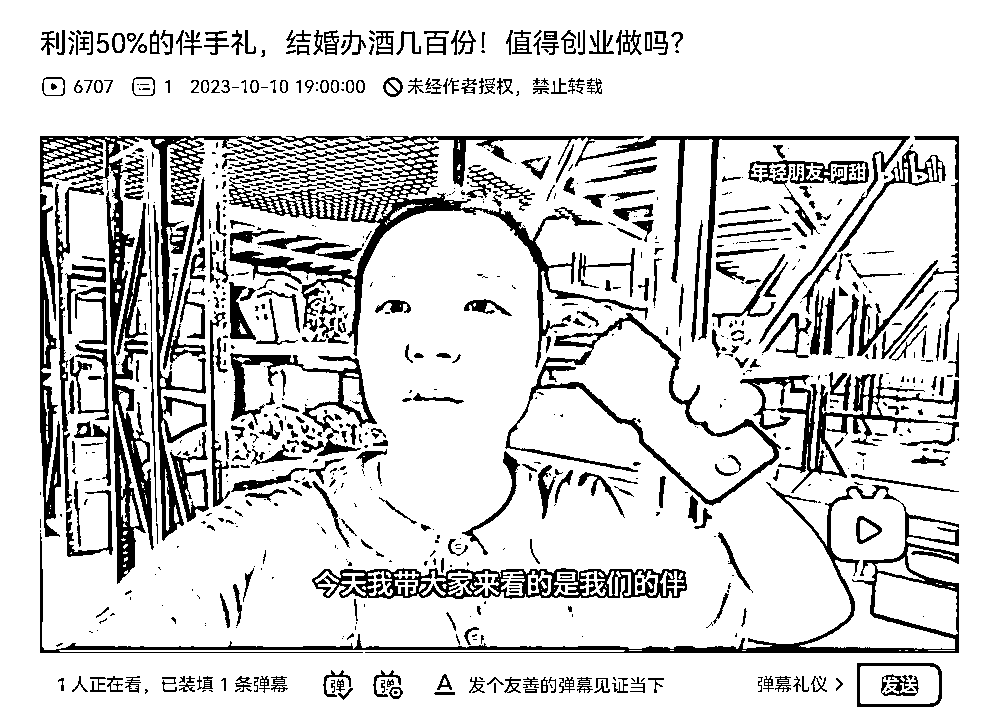 利润50%的伴手礼，结婚办酒几百份！值得创业做吗？
6707 1 2023-10-10 19:00:00 未经作者授权，禁止转载
年轻朋友-阿甜 bilibili
今天我带大家来看的是我们的伴
1人正在看，已装填1条弹幕 弹 弹 A 发个友善的弹幕见证当下 弹幕礼仪 > 发送